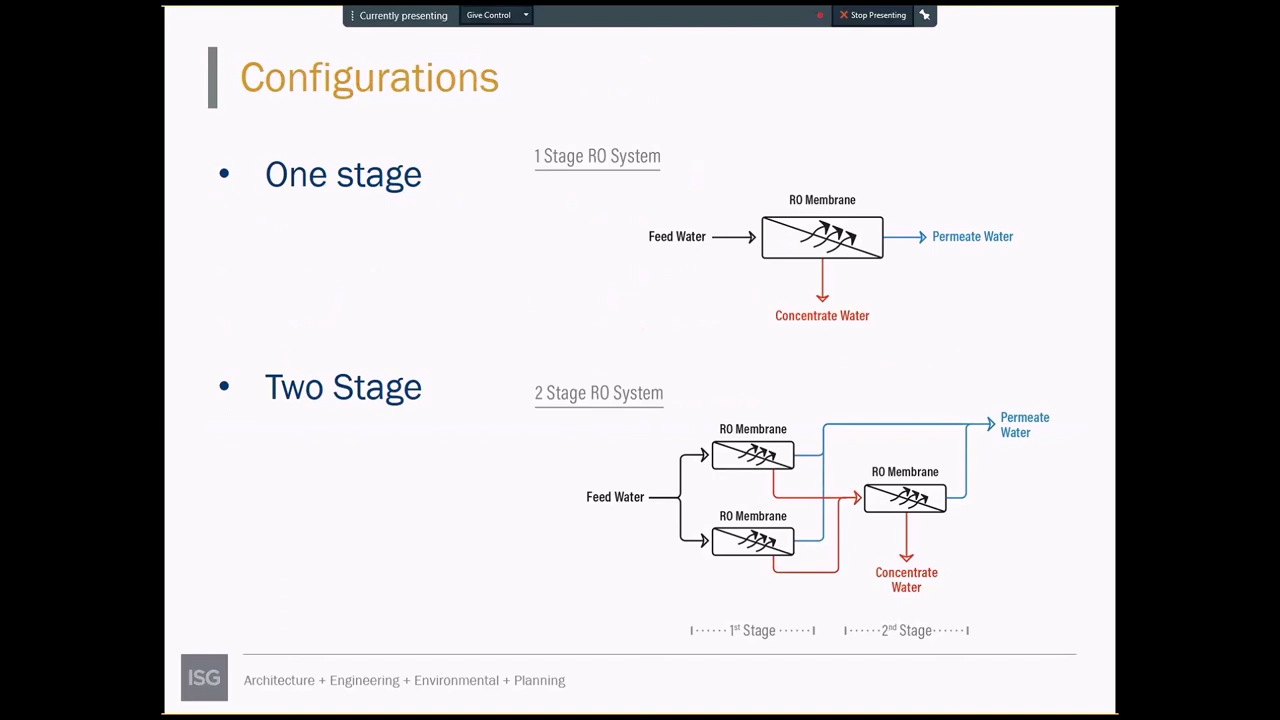 Currently presenting
Give Control
Stop Presenting
Configurations
• One stage
1 Stage RO System
RO Membrane
Feed Water
Permeate Water
Concentrate Water
• Two Stage
2 Stage RO System
Permeate
Water
RO Membrane
RO Membrane
Feed Water
RO Membrane
Concentrate
Water
1st Stage
2nd Stage
ISG
Architecture + Engineering + Environmental + Planning